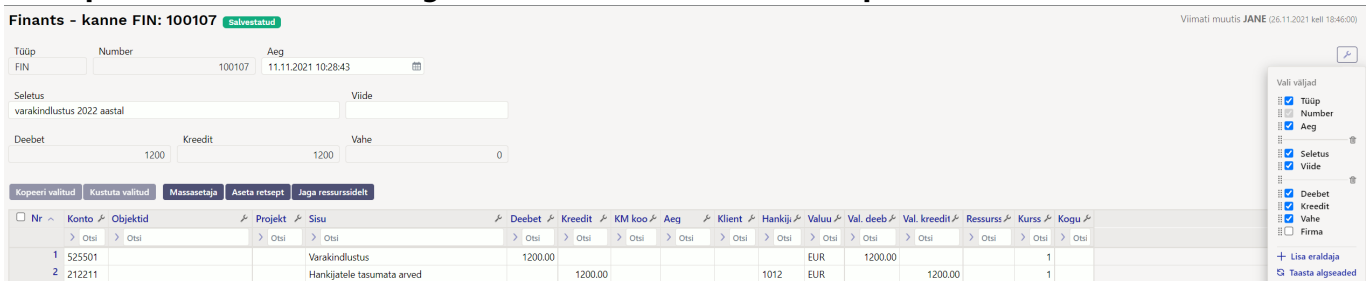 Finants - kanne FIN: 100107 Salvestatud
Viimati muutis JANE (26.11.2021 kell 18:46:00)
Tüüp Number Aeg
FIN 100107 11.11.2021 10:28:43
Seletus Viide
varakindlustus 2022 aastal
Deebet Kreedit Vahe
1200 1200 0
Kopeeri valitud Kustuta valitud Massasetaja Aseta retsept Jaga ressurssidelt
Nr Konto Objektid Projekt Sisu Deebet Kreedit KM koo Aeg Klient Hankija Valuu Val. deeb Val. kreedit Ressurss Kurss Kogu
Otsi Otsi Otsi Otsi Otsi Otsi Otsi Otsi Otsi Otsi Otsi Otsi Otsi Otsi Otsi Otsi
1 525501 Varakindlustus 1200.00 EUR 1200.00 1
2 212211 Hankijatele tasumata arved 1200.00 1012 EUR 1200.00 1
Vali väljad
Tüüp
Number
Aeg
Seletus
Viide
Deebet
Kreedit
Vahe
Firma
+ Lisa eraldaja
Taasta algseaded